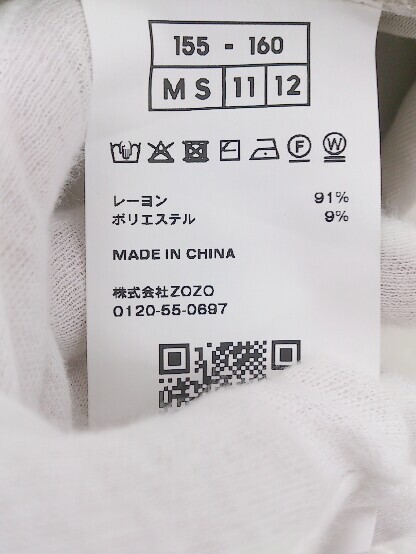 155 - 160
MS 11 12
F W
レーヨン 91%
ポリエステル 9%
MADE IN CHINA
株式会社ZOZO
0120-55-0697